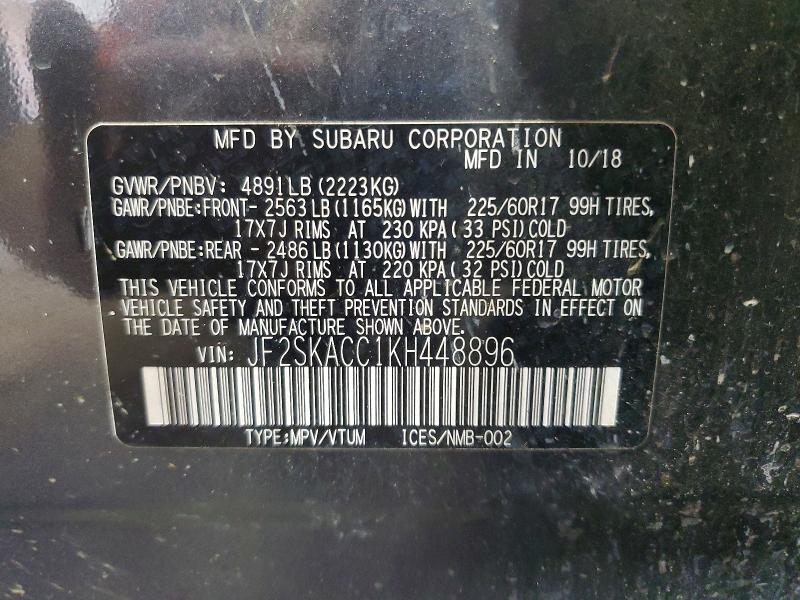 MFD BY SUBARU CORPORATION
MFD IN 10/18
GVWR/PNBV: 4891LB (2223KG)
GAWR/PNBE:FRONT- 2563 LB (1165KG) WITH 225/60R17 99H TIRES,
17X7J RIMS AT 230 KPA ( 33 PSI) COLD
GAWR/PNBE:REAR - 2486 LB (1130KG) WITH 225/60R17 99H TIRES,
17X7J RIMS AT 220 KPA ( 32 PSI) COLD
THIS VEHICLE CONFORMS TO ALL APPLICABLE FEDERAL MOTOR
VEHICLE SAFETY AND THEFT PREVENTION STANDARDS IN EFFECT ON
THE DATE OF MANUFACTURE SHOWN ABOVE.
VIN: JF2SKACC1KH448896
TYPE:MPV/VTUM ICES/NMB-002